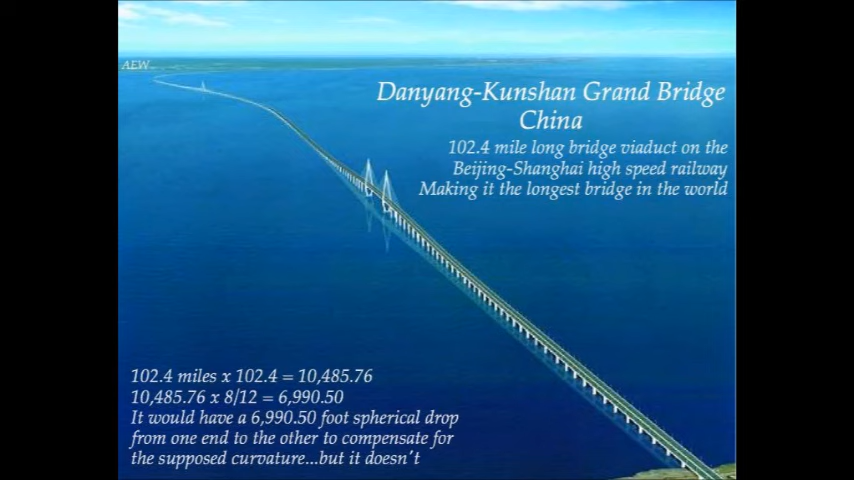 AEW
Danyang-Kunshan Grand Bridge
China
102.4 mile long bridge viaduct on the
Beijing-Shanghai high speed railway
Making it the longest bridge in the world
102.4 miles x 102.4 = 10,485.76
10,485.76 x 8/12 = 6,990.50
It would have a 6,990.50 foot spherical drop
from one end to the other to compensate for
the supposed curvature...but it doesn't